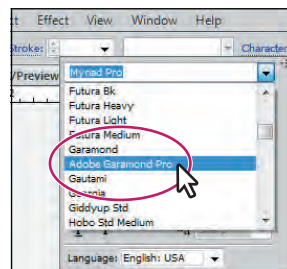 t Effect View Window Help
Stroke: Character
/Preview
2
Myriad Pro
Futura Bk
Futura Heavy
Futura Light
Futura Medium
Garamond
Adobe Garamond Pro
Gautami
Georgia
Giddyup Std
Hobo Std Medium
Language: English: USA